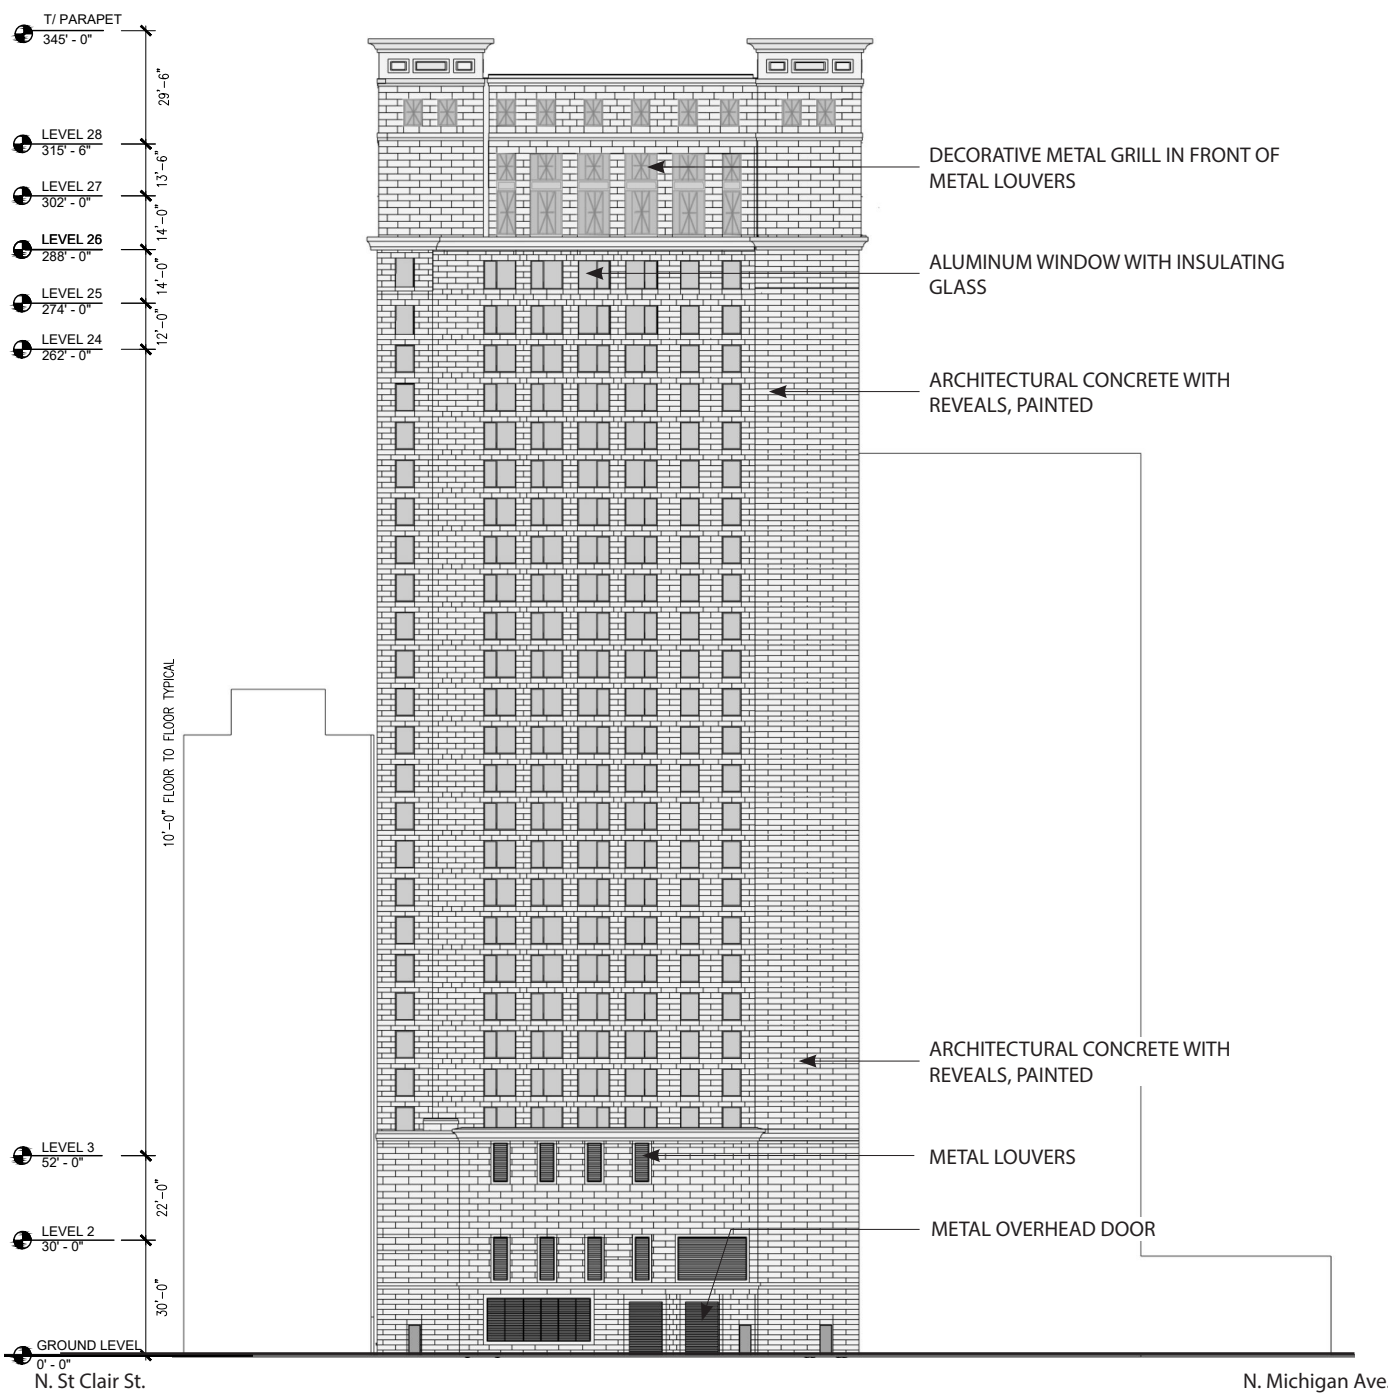 T/ PARAPET
345' - 0"
29'-6"
LEVEL 28
315' - 6"
13'-6"
LEVEL 27
302' - 0"
14'-0"
LEVEL 26
288' - 0"
14'-0"
LEVEL 25
274' - 0"
12'-0"
LEVEL 24
262' - 0"
DECORATIVE METAL GRILL IN FRONT OF
METAL LOUVERS
ALUMINUM WINDOW WITH INSULATING
GLASS
ARCHITECTURAL CONCRETE WITH
REVEALS, PAINTED
10'-0" FLOOR TO FLOOR TYPICAL
ARCHITECTURAL CONCRETE WITH
REVEALS, PAINTED
LEVEL 3
52' - 0"
METAL LOUVERS
22'-0"
LEVEL 2
30' - 0"
METAL OVERHEAD DOOR
30'-0"
GROUND LEVEL
0' - 0"
N. St Clair St.
N. Michigan Ave.